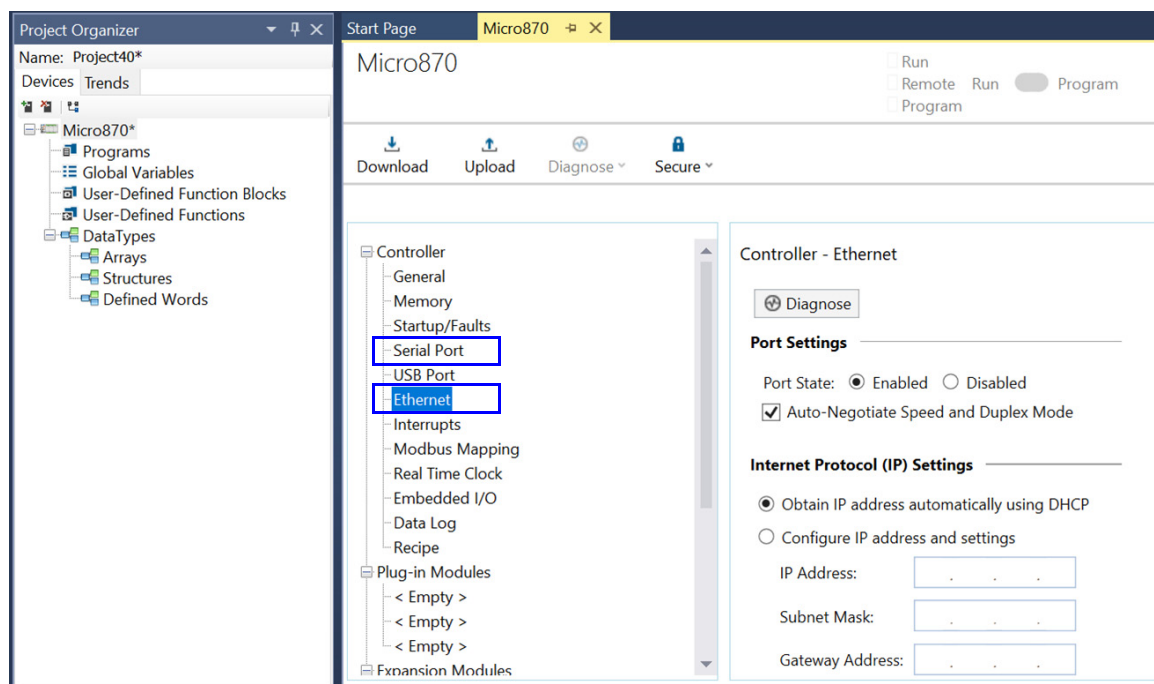 Project Organizer
Name: Project40*
Devices Trends
Micro870*
Programs
Global Variables
User-Defined Function Blocks
User-Defined Functions
DataTypes
Arrays
Structures
Defined Words
Start Page Micro870
Micro870
Run
Remote Run Program
Program
Download Upload Diagnose Secure
Controller
General
Memory
Startup/Faults
Serial Port
USB Port
Ethernet
Interrupts
Modbus Mapping
Real Time Clock
Embedded I/O
Data Log
Recipe
Plug-in Modules
< Empty >
< Empty >
< Empty >
Expansion Modules
Controller - Ethernet
Diagnose
Port Settings
Port State: Enabled Disabled
Auto-Negotiate Speed and Duplex Mode
Internet Protocol (IP) Settings
Obtain IP address automatically using DHCP
Configure IP address and settings
IP Address: . . .
Subnet Mask: . . .
Gateway Address: . . .